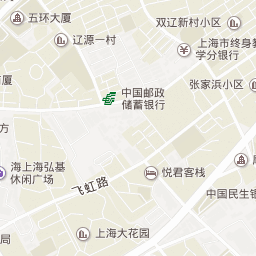 五环大厦
双辽新村小区
辽源一村
上海市终身教
学分银行
商厦
中国邮政
储蓄银行
张家浜小区
方
海上海弘基
休闲广场
悦君客栈
飞虹路
中国民生银
上海大花园
局